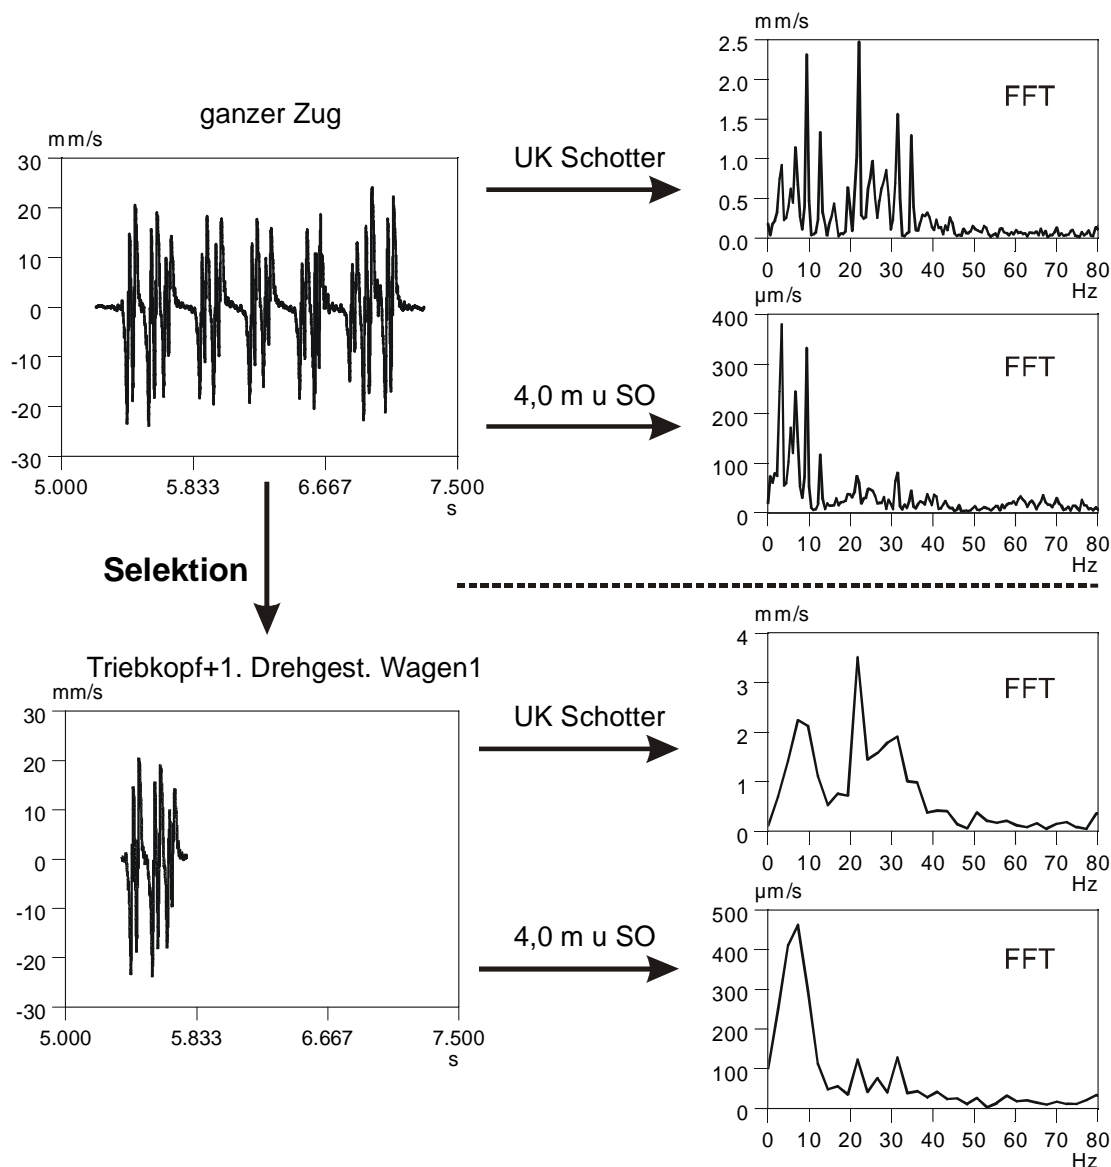 ganzer Zug
mm/s
30
20
10
0
-10
-20
-30
5.000 5.833 6.667 7.500
s
UK Schotter
mm/s
2.5
2.0
1.5
1.0
0.5
0.0
FFT
0 10 20 30 40 50 60 70 80
Hz
4,0 m u SO
µm/s
400
300
200
100
0
FFT
0 10 20 30 40 50 60 70 80
Hz
Selektion
Triebkopf+1. Drehgest. Wagen1
mm/s
30
20
10
0
-10
-20
-30
5.000 5.833 6.667 7.500
s
UK Schotter
mm/s
4
3
2
1
0
FFT
0 10 20 30 40 50 60 70 80
Hz
4,0 m u SO
µm/s
500
400
300
200
100
0
FFT
0 10 20 30 40 50 60 70 80
Hz